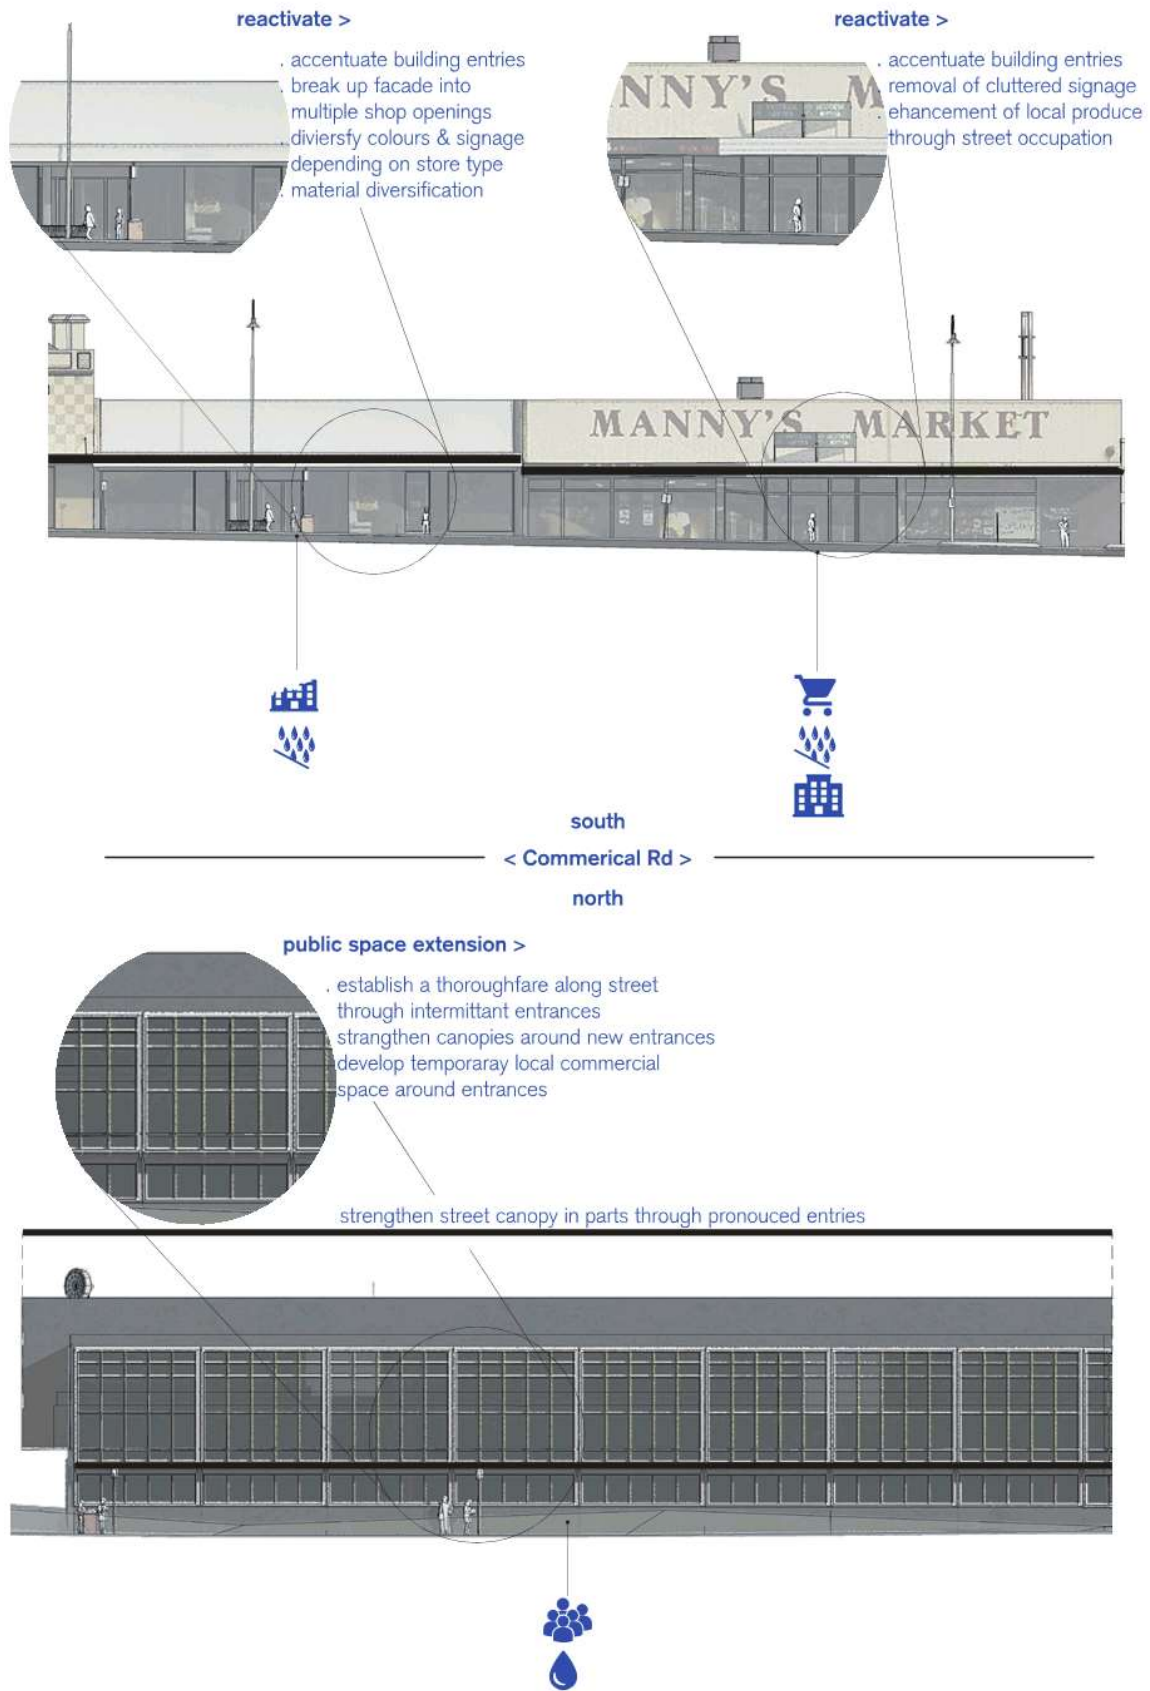 reactivate >
. accentuate building entries
. break up facade into
multiple shop openings
. diviersfy colours & signage
depending on store type
. material diversification
reactivate >
. accentuate building entries
. removal of cluttered signage
. ehancement of local produce
through street occupation
NNY'S M
MANNY'S MARKET
south
< Commerical Rd >
north
public space extension >
. establish a thoroughfare along street
through intermittant entrances
strangthen canopies around new entrances
develop temporaray local commercial
space around entrances
strengthen street canopy in parts through pronouced entries